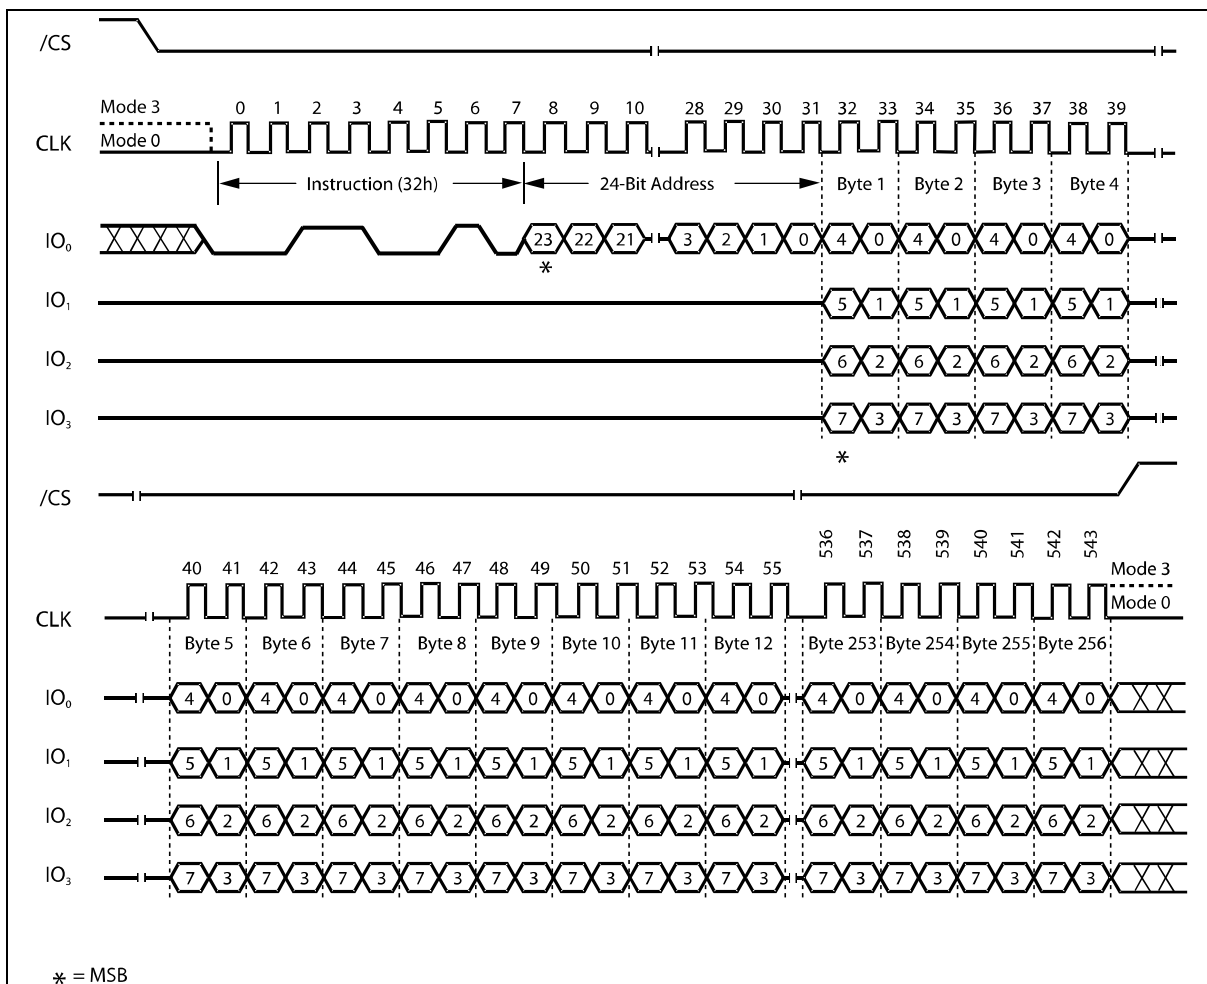 /CS
Mode 3
Mode 0
CLK
0 1 2 3 4 5 6 7 8 9 10 28 29 30 31 32 33 34 35 36 37 38 39
Instruction (32h) 24-Bit Address Byte 1 Byte 2 Byte 3 Byte 4
IO₀ 23 22 21 3 2 1 0 4 0 4 0 4 0 4 0
*
IO₁ 5 1 5 1 5 1 5 1
IO₂ 6 2 6 2 6 2 6 2
IO₃ 7 3 7 3 7 3 7 3
*
/CS
40 41 42 43 44 45 46 47 48 49 50 51 52 53 54 55 536 537 538 539 540 541 542 543
Mode 3
Mode 0
CLK
Byte 5 Byte 6 Byte 7 Byte 8 Byte 9 Byte 10 Byte 11 Byte 12 Byte 253 Byte 254 Byte 255 Byte 256
IO₀ 4 0 4 0 4 0 4 0 4 0 4 0 4 0 4 0 4 0 4 0 4 0 4 0
IO₁ 5 1 5 1 5 1 5 1 5 1 5 1 5 1 5 1 5 1 5 1 5 1 5 1
IO₂ 6 2 6 2 6 2 6 2 6 2 6 2 6 2 6 2 6 2 6 2 6 2 6 2
IO₃ 7 3 7 3 7 3 7 3 7 3 7 3 7 3 7 3 7 3 7 3 7 3 7 3
* = MSB